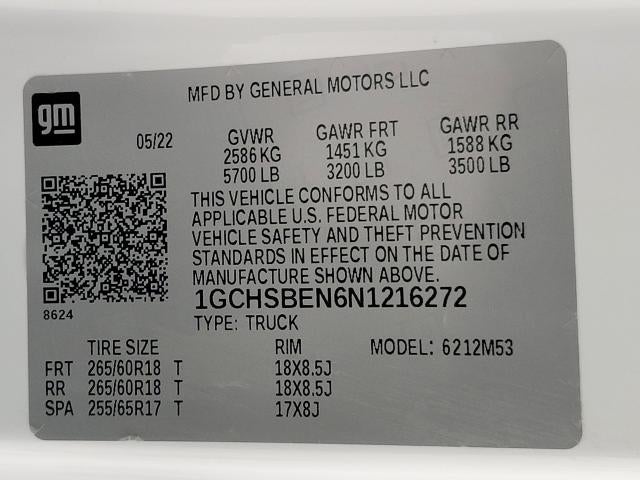 gm
MFD BY GENERAL MOTORS LLC
05/22 GVWR GAWR FRT GAWR RR
2586 KG 1451 KG 1588 KG
5700 LB 3200 LB 3500 LB
THIS VEHICLE CONFORMS TO ALL
APPLICABLE U.S. FEDERAL MOTOR
VEHICLE SAFETY AND THEFT PREVENTION
STANDARDS IN EFFECT ON THE DATE OF
MANUFACTURE SHOWN ABOVE.
1GCHSBEN6N1216272
8624
TYPE: TRUCK
TIRE SIZE RIM MODEL: 6212M53
FRT 265/60R18 T 18X8.5J
RR 265/60R18 T 18X8.5J
SPA 255/65R17 T 17X8J